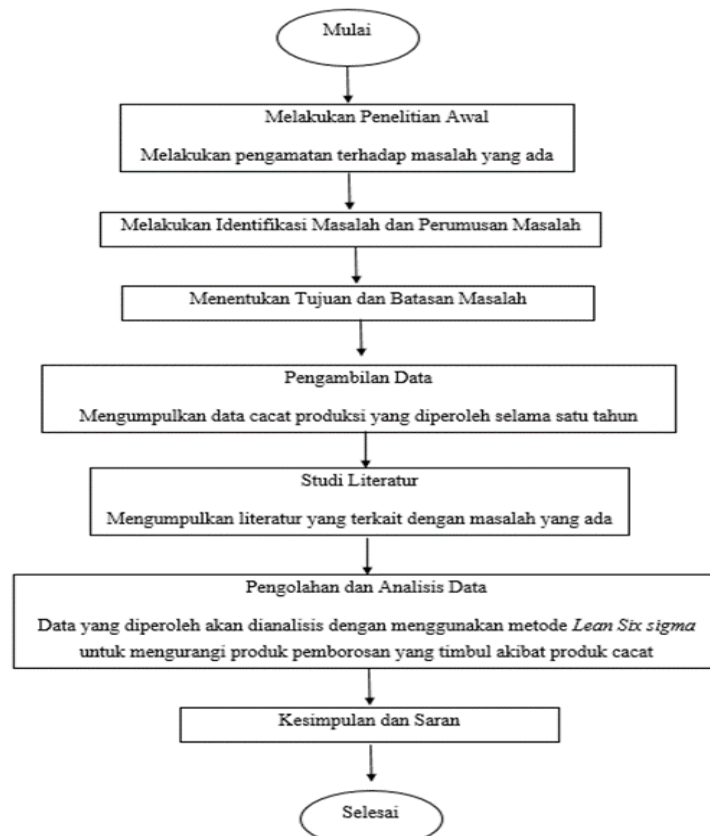 Mulai
Melakukan Penelitian Awal
Melakukan pengamatan terhadap masalah yang ada
Melakukan Identifikasi Masalah dan Perumusan Masalah
Menentukan Tujuan dan Batasan Masalah
Pengambilan Data
Mengumpulkan data cacat produksi yang diperoleh selama satu tahun
Studi Literatur
Mengumpulkan literatur yang terkait dengan masalah yang ada
Pengolahan dan Analisis Data
Data yang diperoleh akan dianalisis dengan menggunakan metode Lean Six sigma
untuk mengurangi produk pemborosan yang timbul akibat produk cacat
Kesimpulan dan Saran
Selesai